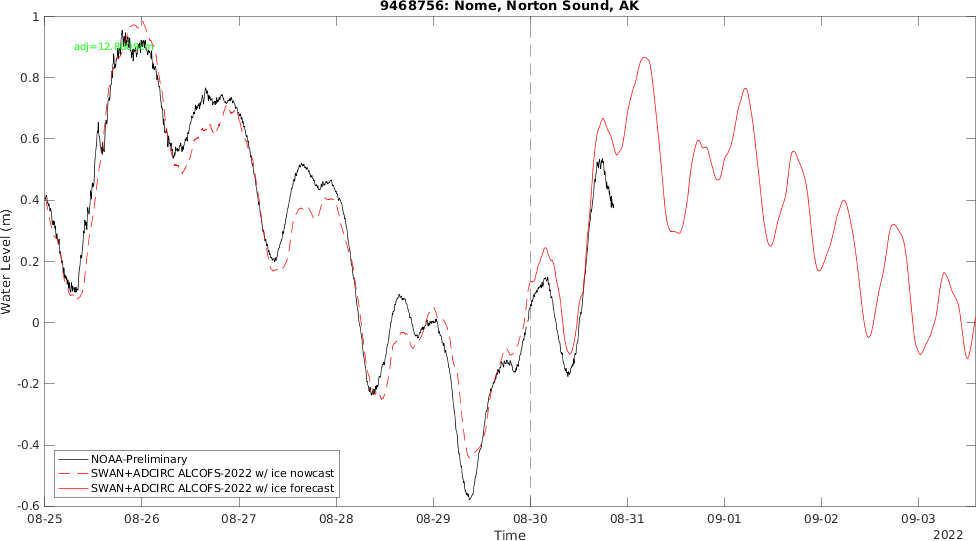 9468756: Nome, Norton Sound, AK
1
adj=12.8
0.8
0.6
0.4
0.2
0
-0.2
-0.4
-0.6
Water Level (m)
NOAA-Preliminary
SWAN+ADCIRC ALCOFS-2022 w/ ice nowcast
SWAN+ADCIRC ALCOFS-2022 w/ ice forecast
08-25 08-26 08-27 08-28 08-29 08-30 08-31 09-01 09-02 09-03
Time
2022